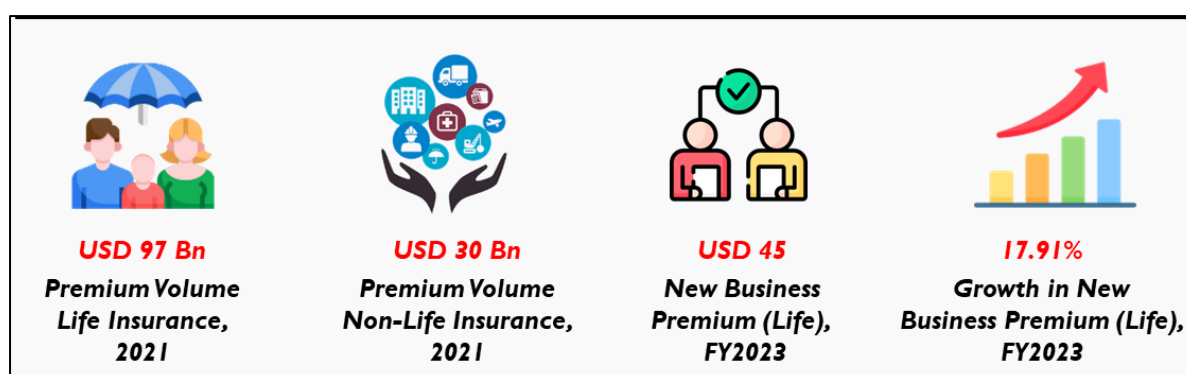 USD 97 Bn
Premium Volume
Life Insurance,
2021
USD 30 Bn
Premium Volume
Non-Life Insurance,
2021
USD 45
New Business
Premium (Life),
FY2023
17.91%
Growth in New
Business Premium (Life),
FY2023